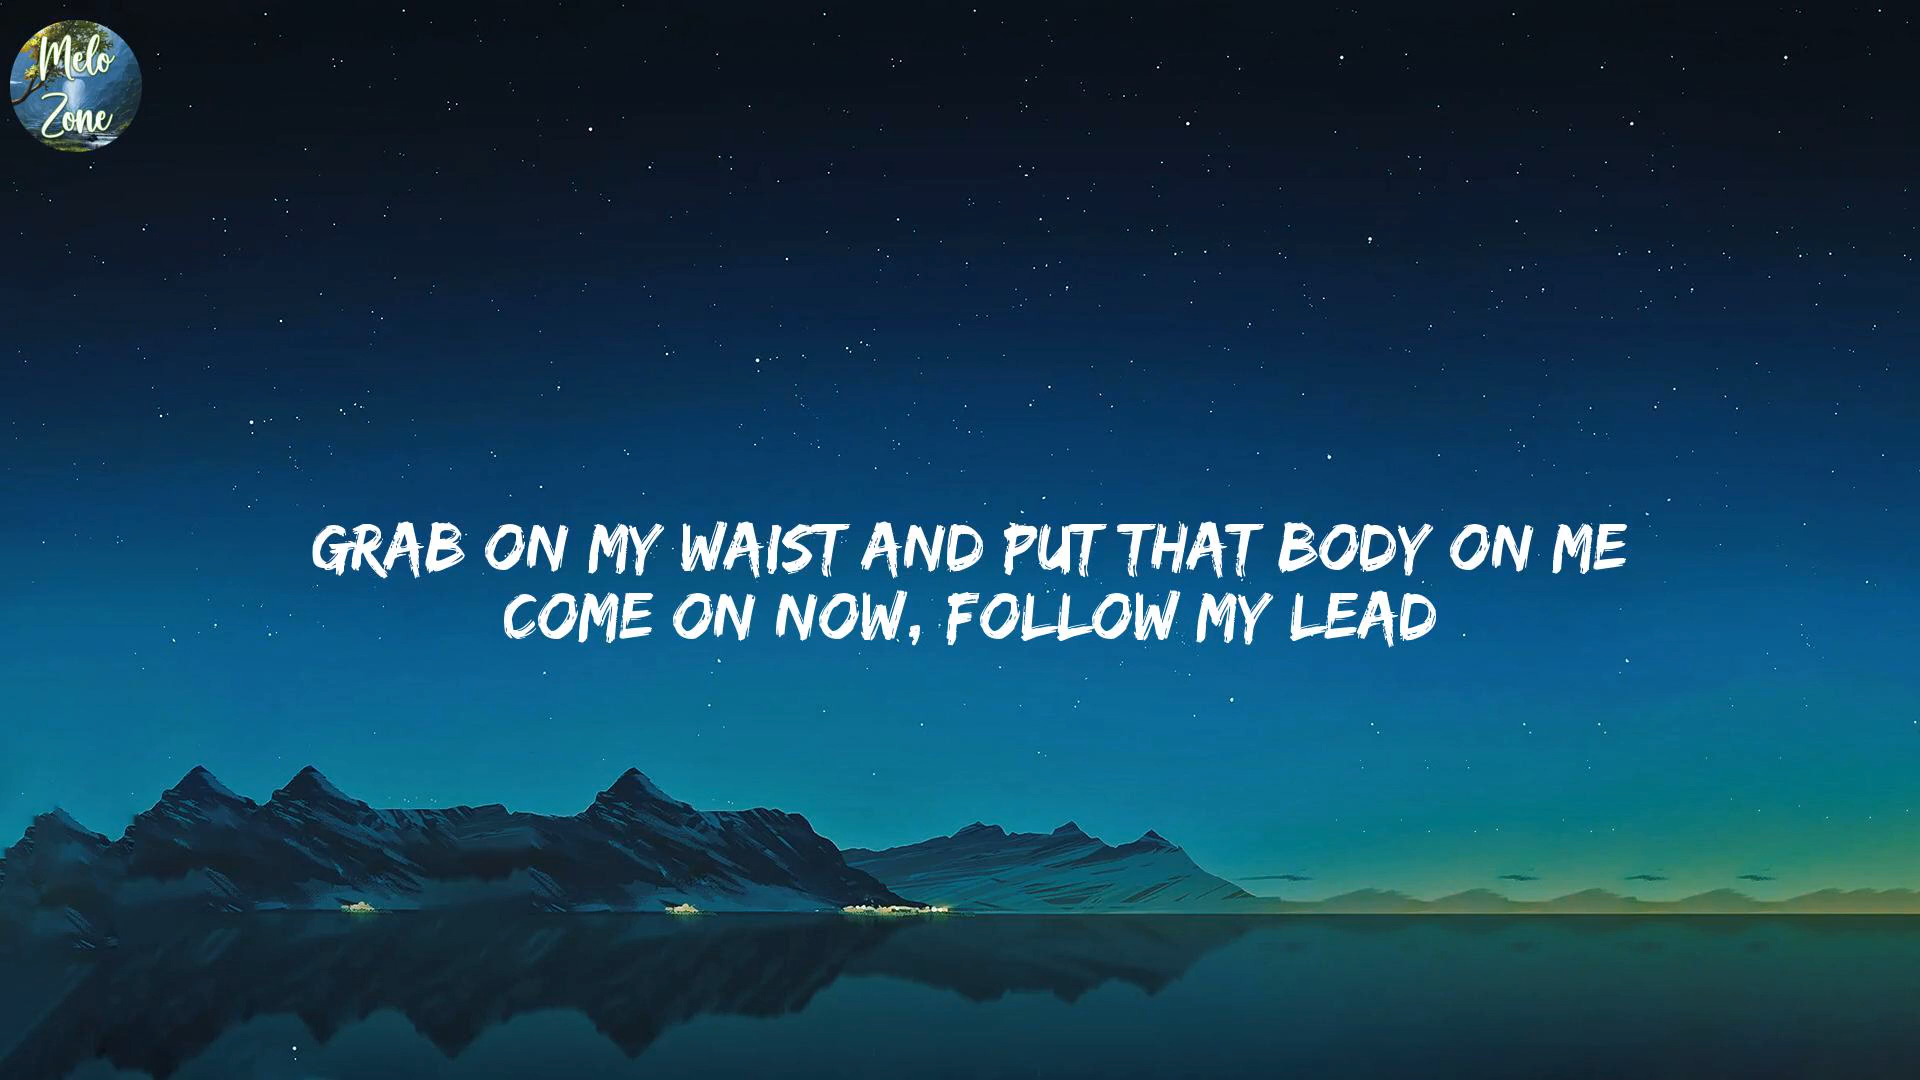 Melo
Zone
GRAB ON MY WAIST AND PUT THAT BODY ON ME
COME ON NOW, FOLLOW MY LEAD